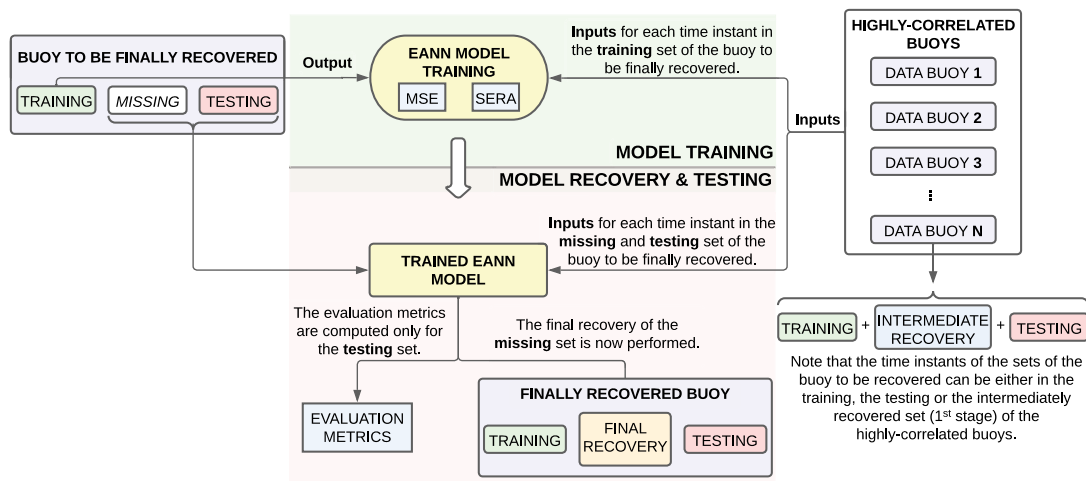 BUOY TO BE FINALLY RECOVERED
TRAINING
MISSING
TESTING
Output
EANN MODEL
TRAINING
MSE
SERA
Inputs for each time instant in
the training set of the buoy to
be finally recovered.
MODEL TRAINING
HIGHLY-CORRELATED
BUOYS
DATA BUOY 1
DATA BUOY 2
DATA BUOY 3
⋮
DATA BUOY N
Inputs
MODEL RECOVERY & TESTING
Inputs for each time instant in the
missing and testing set of the
buoy to be finally recovered.
TRAINED EANN
MODEL
The evaluation metrics
are computed only for
the testing set.
The final recovery of the
missing set is now performed.
EVALUATION
METRICS
FINALLY RECOVERED BUOY
TRAINING
FINAL
RECOVERY
TESTING
TRAINING + INTERMEDIATE
RECOVERY + TESTING
Note that the time instants of the sets of the
buoy to be recovered can be either in the
training, the testing or the intermediately
recovered set (1st stage) of the
highly-correlated buoys.